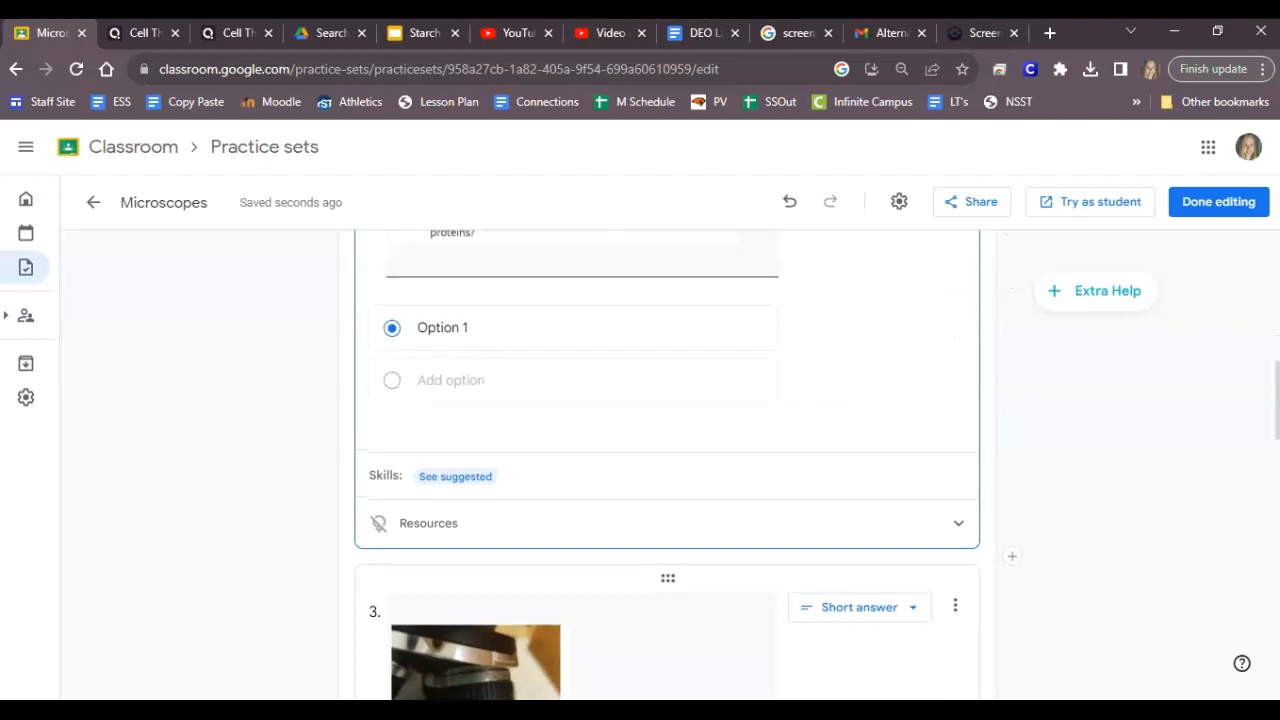 Micros
Cell Th
Cell Th
Search
Starch
YouTu
Video
DEO L
screen
Alterna
Screen
classroom.google.com/practice-sets/practicesets/958a27cb-1a82-405a-9f54-699a60610959/edit
Finish update
Staff Site
ESS
Copy Paste
Moodle
Athletics
Lesson Plan
Connections
M Schedule
PV
SSOut
Infinite Campus
LT's
NSST
»
Other bookmarks
Classroom > Practice sets
Microscopes
Saved seconds ago
Share
Try as student
Done editing
proteins?
+ Extra Help
Option 1
Add option
Skills: See suggested
Resources
3.
Short answer